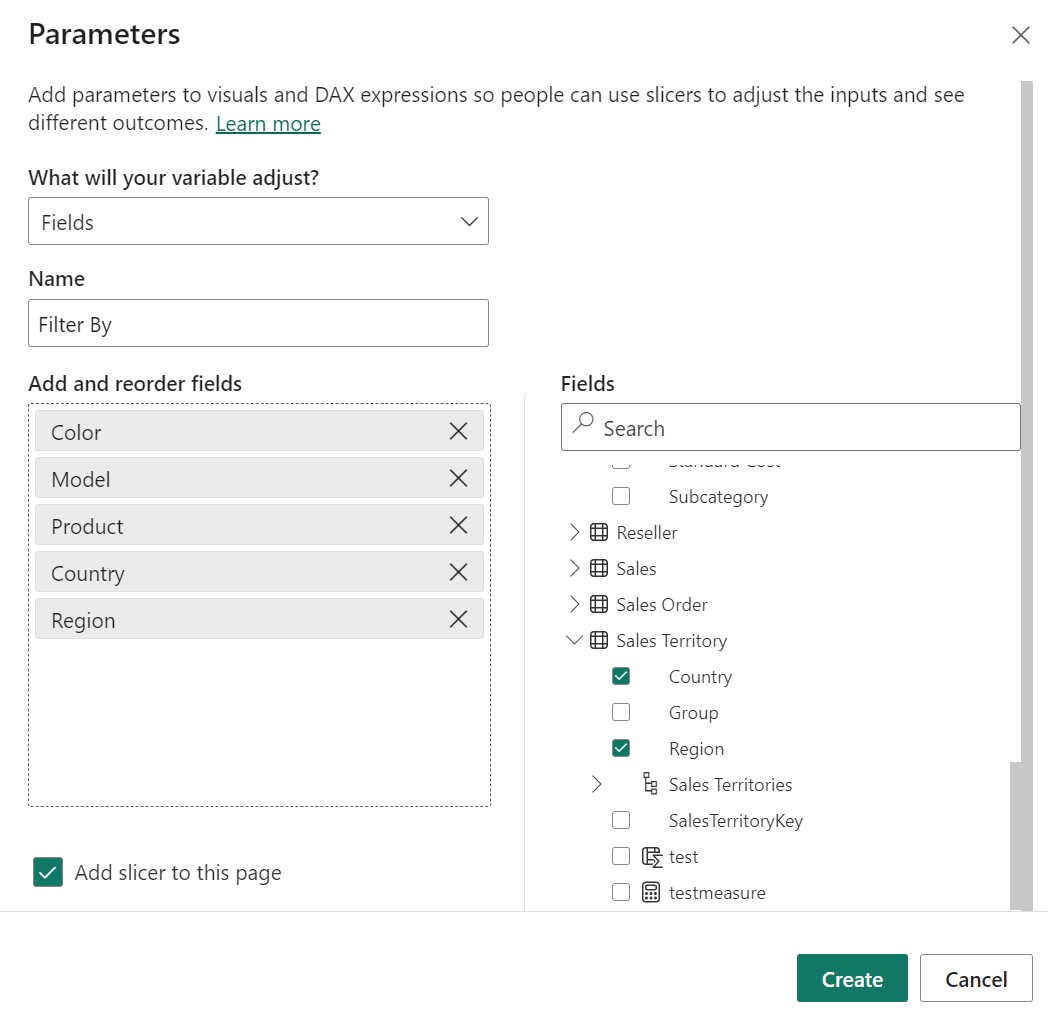 Parameters
Add parameters to visuals and DAX expressions so people can use slicers to adjust the inputs and see
different outcomes. Learn more
What will your variable adjust?
Fields
Name
Filter By
Add and reorder fields
Color
Model
Product
Country
Region
Add slicer to this page
Fields
Search
Standard Cost
Subcategory
Reseller
Sales
Sales Order
Sales Territory
Country
Group
Region
Sales Territories
SalesTerritoryKey
test
testmeasure
Create
Cancel